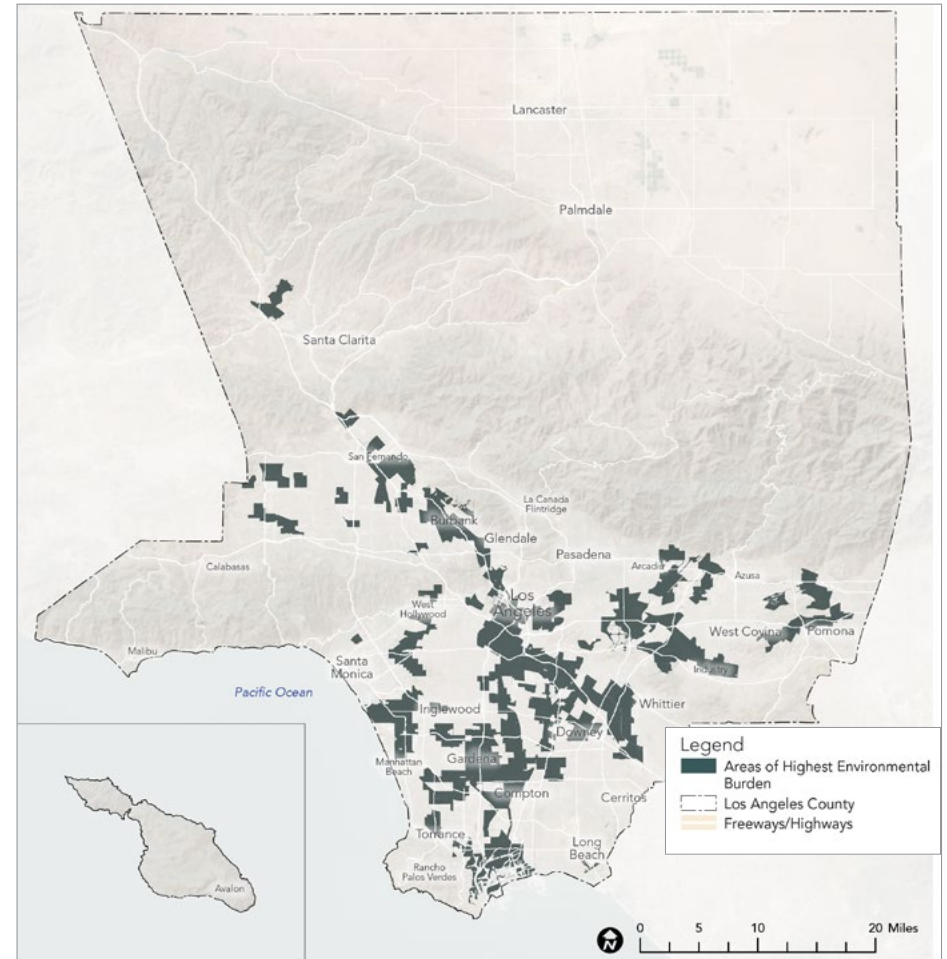 Lancaster
Palmdale
Santa Clarita
San Fernando
La Canada
Flintridge
Burbank
Glendale
Pasadena
Calabasas
Arcadia
Azusa
West
Hollywood
Los
Angeles
West Covina
Pomona
Malibu
Santa
Monica
Industry
Pacific Ocean
Inglewood
Whittier
Downey
Manhattan
Beach
Gardena
Compton
Cerritos
Torrance
Long
Beach
Rancho
Palos Verdes
Avalon
Legend
Areas of Highest Environmental
Burden
Los Angeles County
Freeways/Highways
N
0 5 10 20 Miles